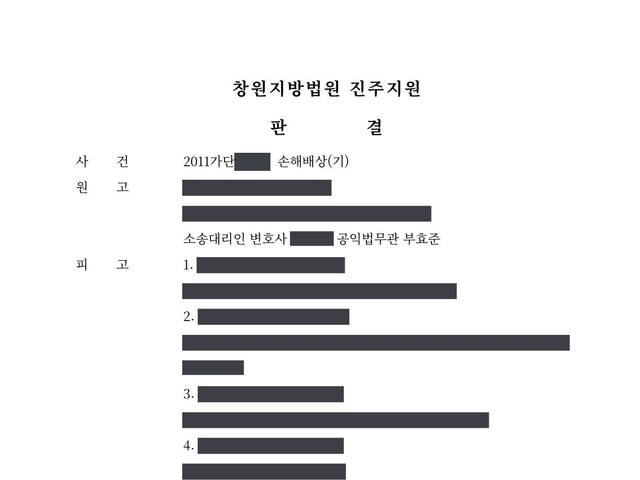 창원지방법원 진주지원
판 결
사 건 2011가단 손해배상(기)
원 고
소송대리인 변호사 공익법무관 부효준
피 고 1.
2.
3.
4.